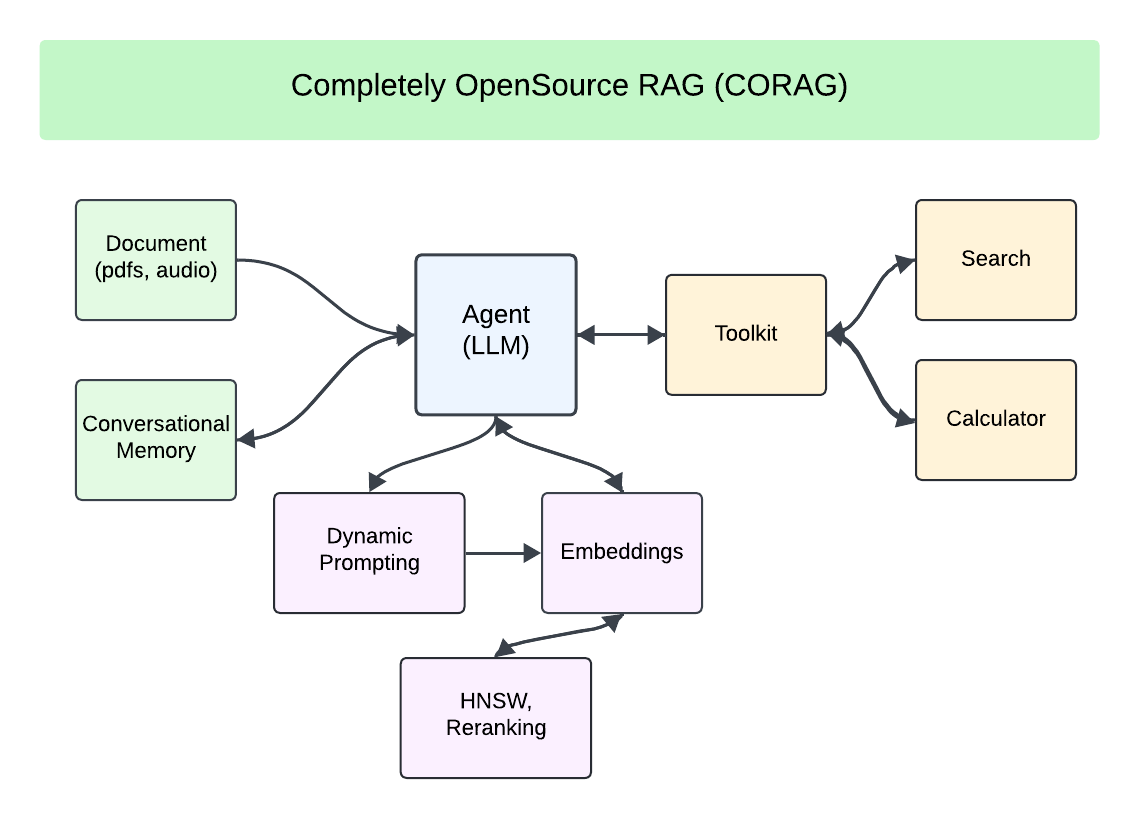 Completely OpenSource RAG (CORAG)
Document
(pdfs, audio)
Conversational
Memory
Agent
(LLM)
Toolkit
Search
Calculator
Dynamic
Prompting
Embeddings
HNSW,
Reranking